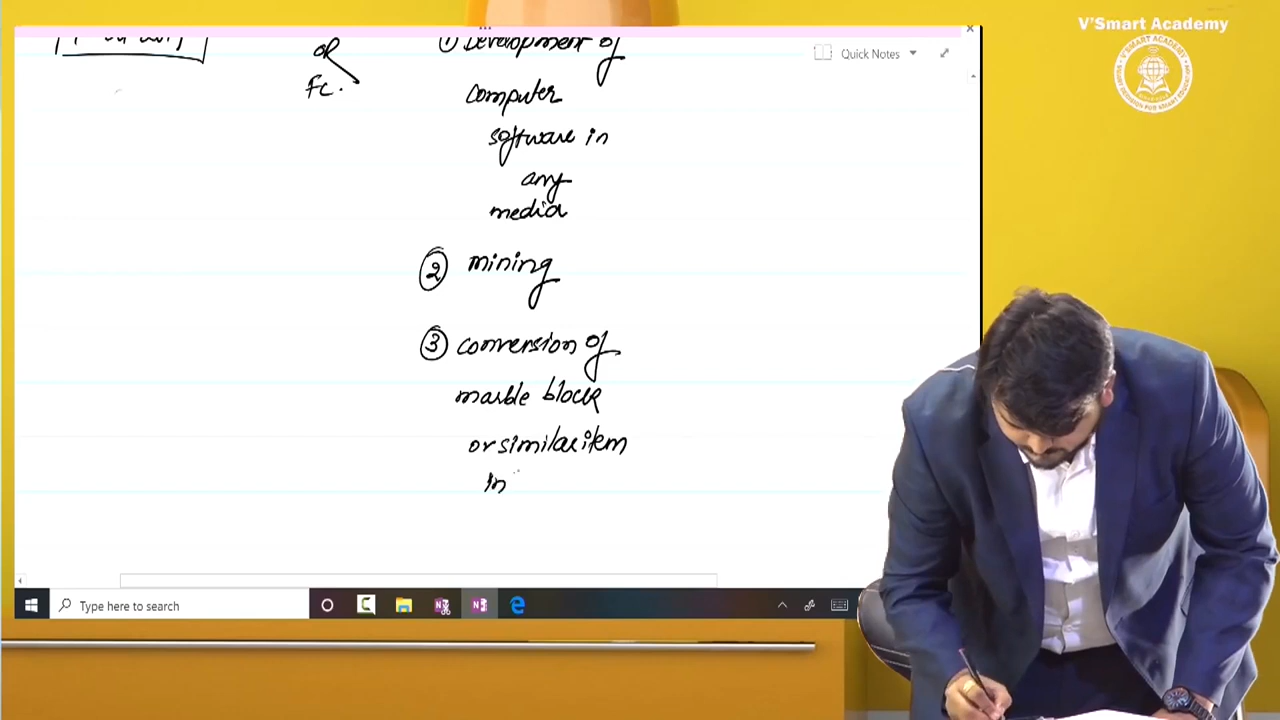 V'Smart Academy
Quick Notes
or
FC.
① Development of
computer
software in
any
media
② mining
③ conversion of
marble block
or similar item
in
Type here to search